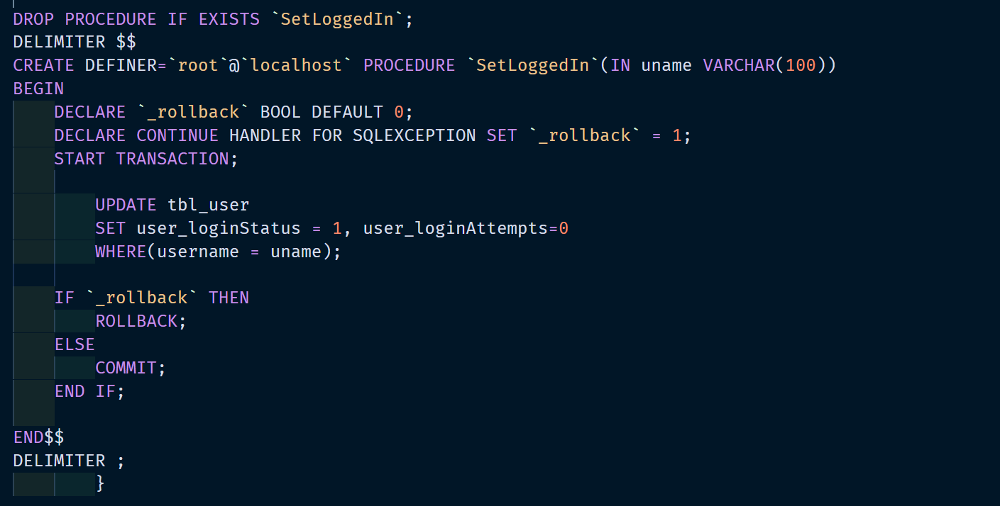 DROP PROCEDURE IF EXISTS `SetLoggedIn`;
DELIMITER $$
CREATE DEFINER=`root`@`localhost` PROCEDURE `SetLoggedIn`(IN uname VARCHAR(100))
BEGIN
    DECLARE `_rollback` BOOL DEFAULT 0;
    DECLARE CONTINUE HANDLER FOR SQLEXCEPTION SET `_rollback` = 1;
    START TRANSACTION;

        UPDATE tbl_user
        SET user_loginStatus = 1, user_loginAttempts=0
        WHERE(username = uname);

    IF `_rollback` THEN
        ROLLBACK;
    ELSE
        COMMIT;
    END IF;

END$$
DELIMITER ;
        }